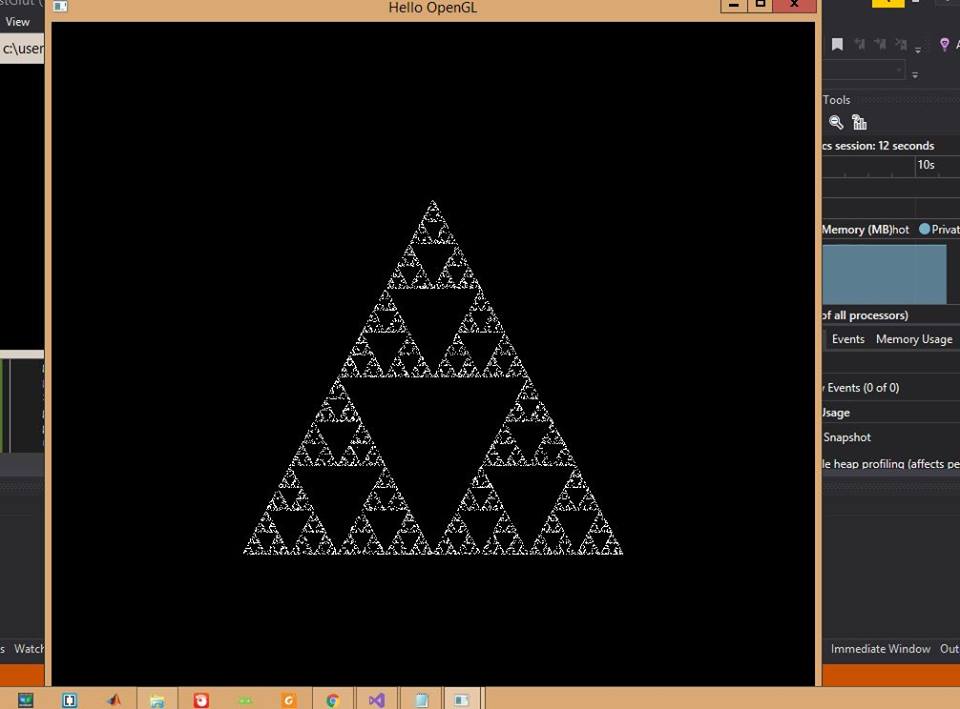 Hello OpenGL
View
c:\user
Tools
cs session: 12 seconds
10s
Memory (MB)hot Privat
of all processors)
Events Memory Usage
Events (0 of 0)
Usage
Snapshot
le heap profiling (affects pe
s Watch
Immediate Window Out